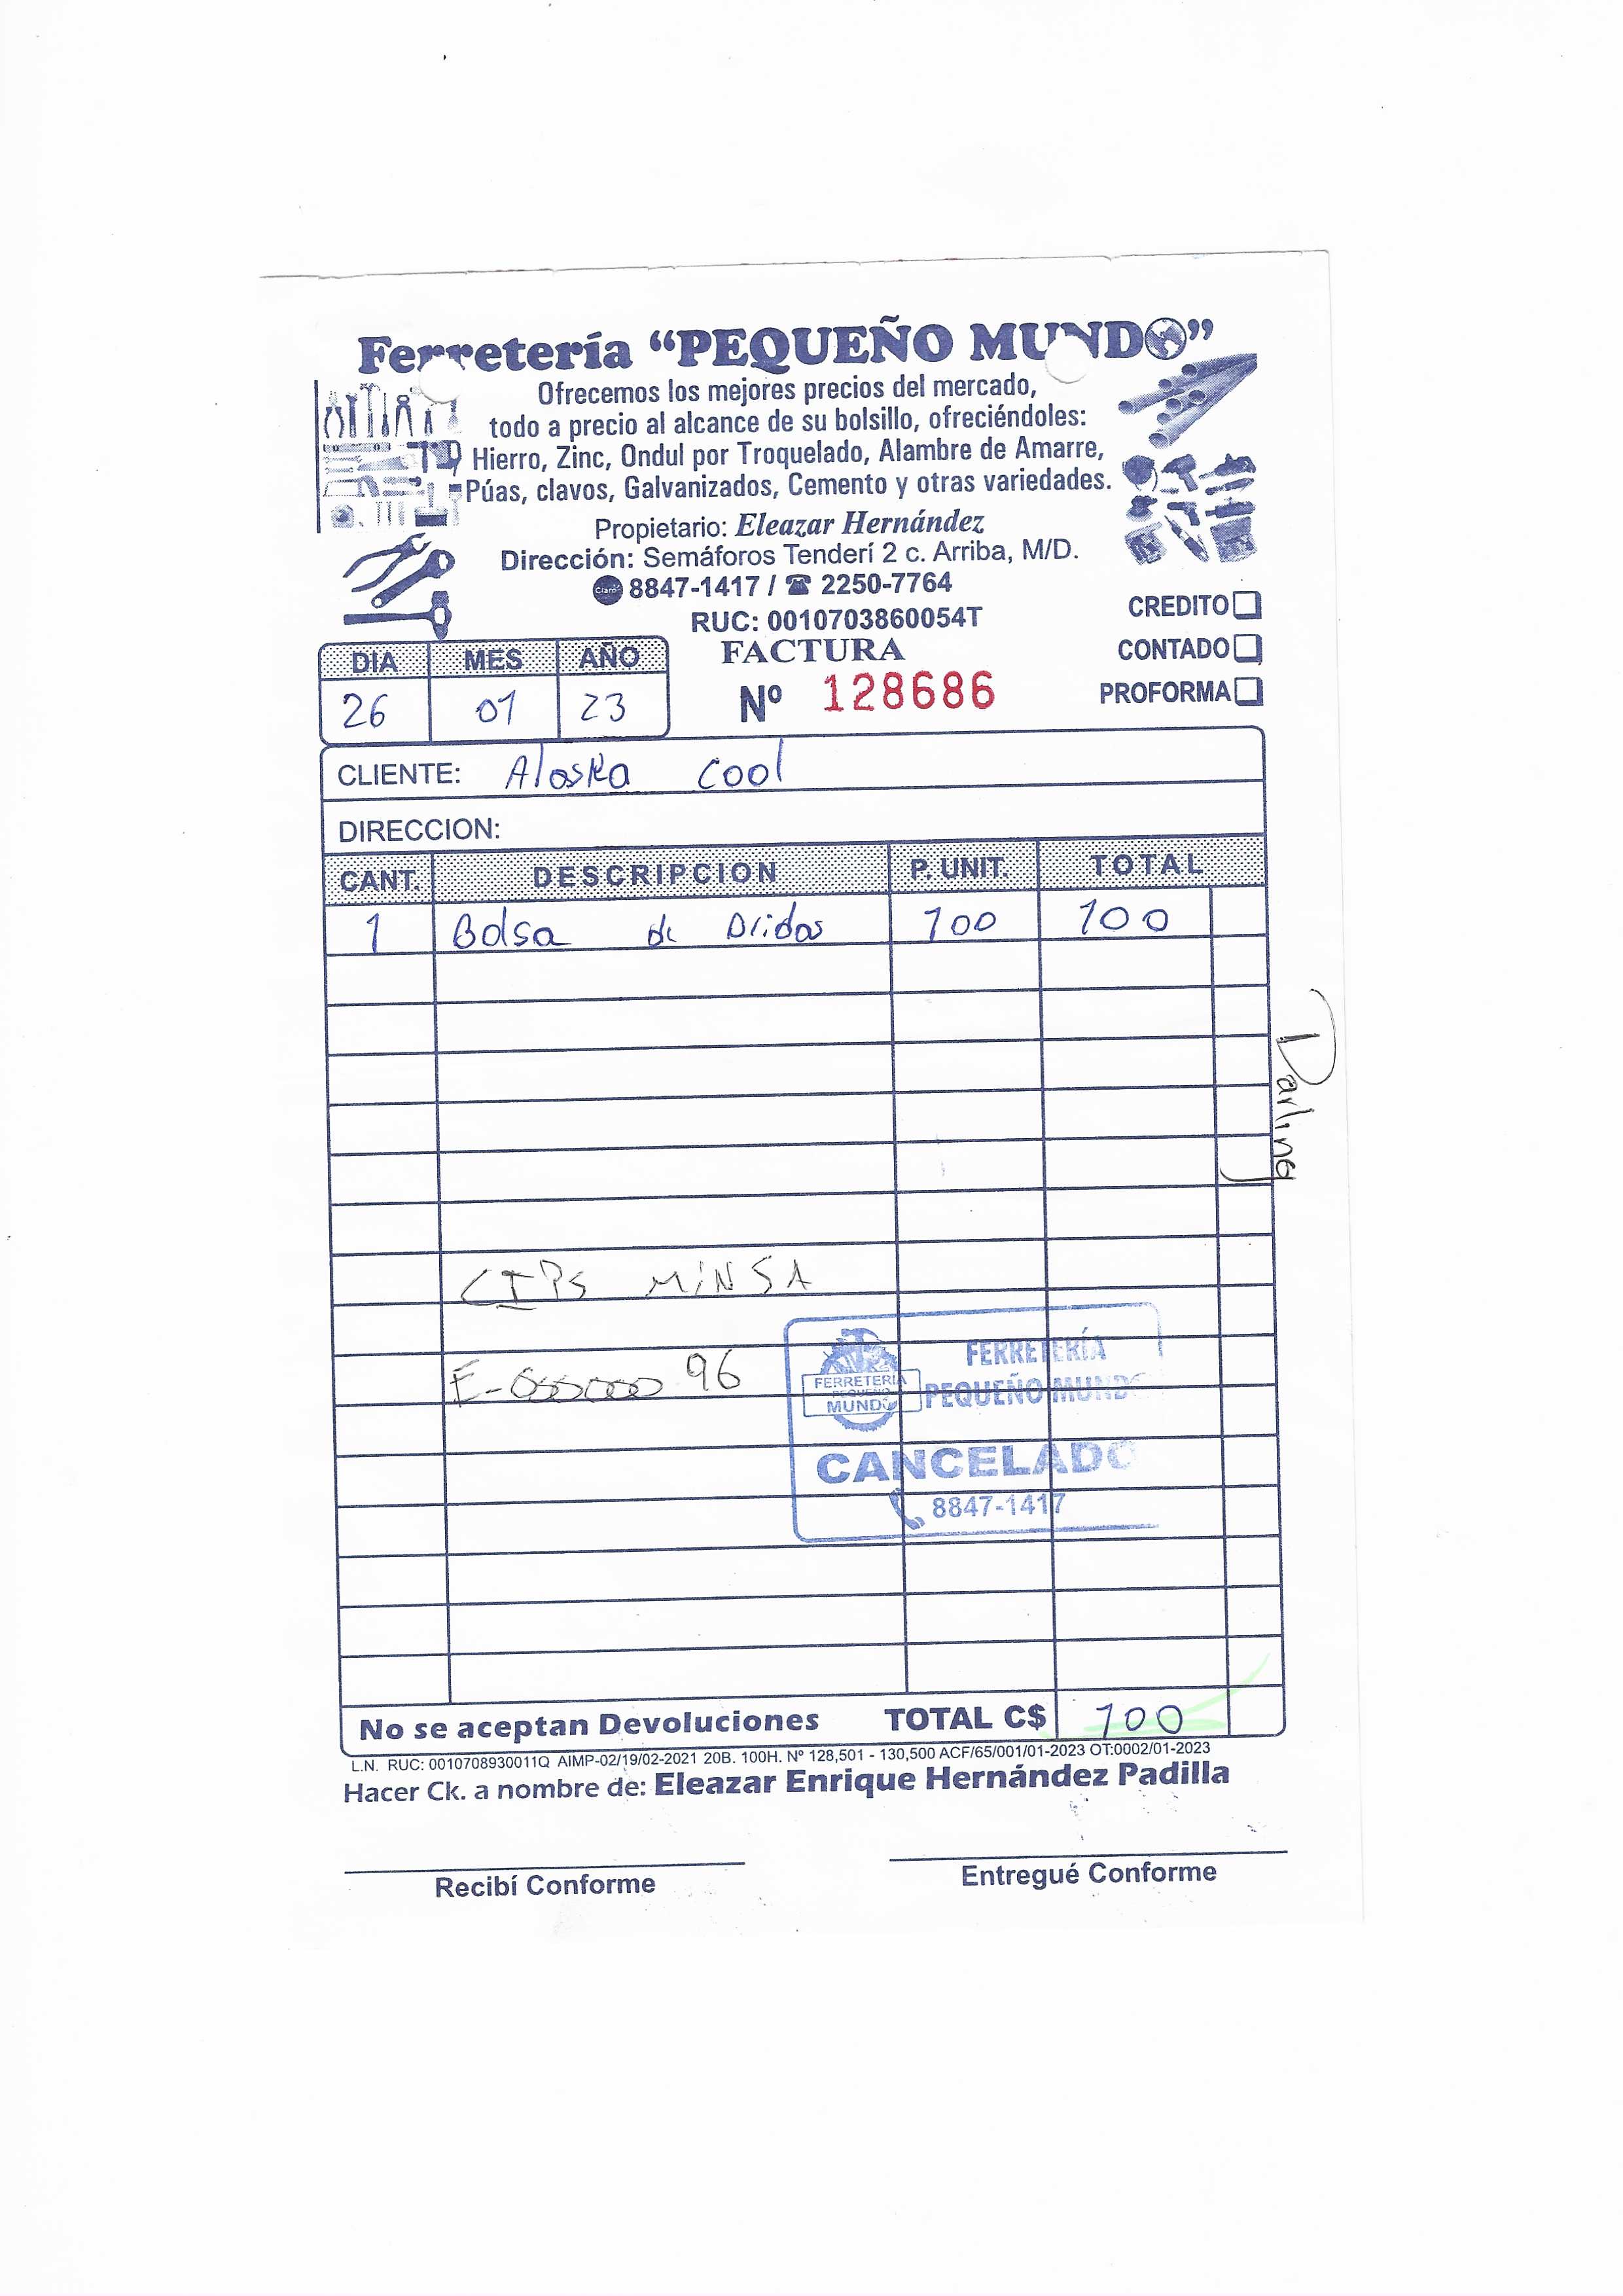 Ferretería “PEQUEÑO MUNDO”
Ofrecemos los mejores precios del mercado,
todo a precio al alcance de su bolsillo, ofreciéndoles:
Hierro, Zinc, Ondul por Troquelado, Alambre de Amarre,
Púas, clavos, Galvanizados, Cemento y otras variedades.
Propietario: Eleazar Hernández
Dirección: Semáforos Tenderí 2 c. Arriba, M/D.
Claro 8847-1417 / ☎ 2250-7764
RUC: 0010703860054T
CREDITO
CONTADO
PROFORMA
FACTURA
Nº 128686
DIA MES AÑO
26 01 23
CLIENTE: Alaska Cool
DIRECCION:
CANT. DESCRIPCION P. UNIT. TOTAL
1 Bolsa de Bridas 100 100
Darling
CIPS MINSA
E-00000096
FERRETERIA
PEQUEÑO
MUNDO
FERRETERÍA
PEQUEÑO MUNDO
CANCELADO
8847-1417
No se aceptan Devoluciones TOTAL C$ 100
L.N. RUC: 0010708930011Q AIMP-02/19/02-2021 20B. 100H. Nº 128,501 - 130,500 ACF/65/001/01-2023 OT:0002/01-2023
Hacer Ck. a nombre de: Eleazar Enrique Hernández Padilla
Recibí Conforme
Entregué Conforme